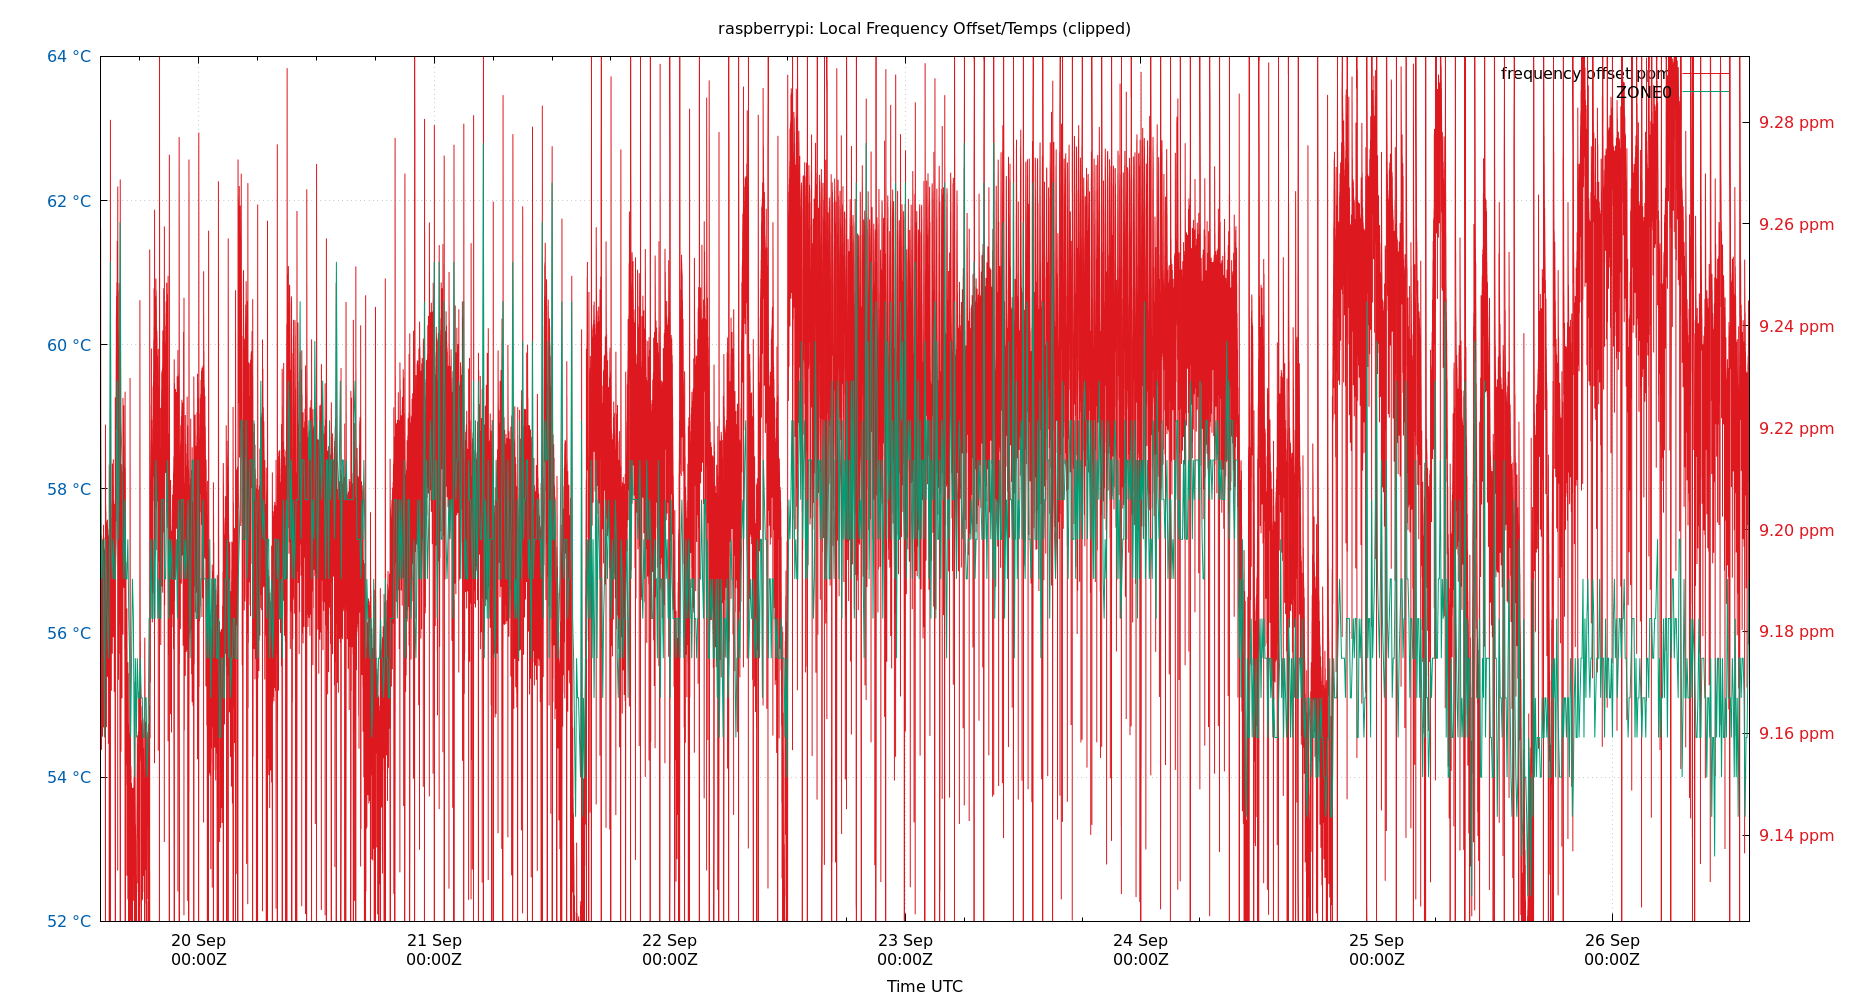 raspberrypi: Local Frequency Offset/Temps (clipped)
64 °C
62 °C
60 °C
58 °C
56 °C
54 °C
52 °C
frequency offset ppm
ZONE0
9.28 ppm
9.26 ppm
9.24 ppm
9.22 ppm
9.20 ppm
9.18 ppm
9.16 ppm
9.14 ppm
20 Sep 21 Sep 22 Sep 23 Sep 24 Sep 25 Sep 26 Sep
00:00Z 00:00Z 00:00Z 00:00Z 00:00Z 00:00Z 00:00Z
Time UTC